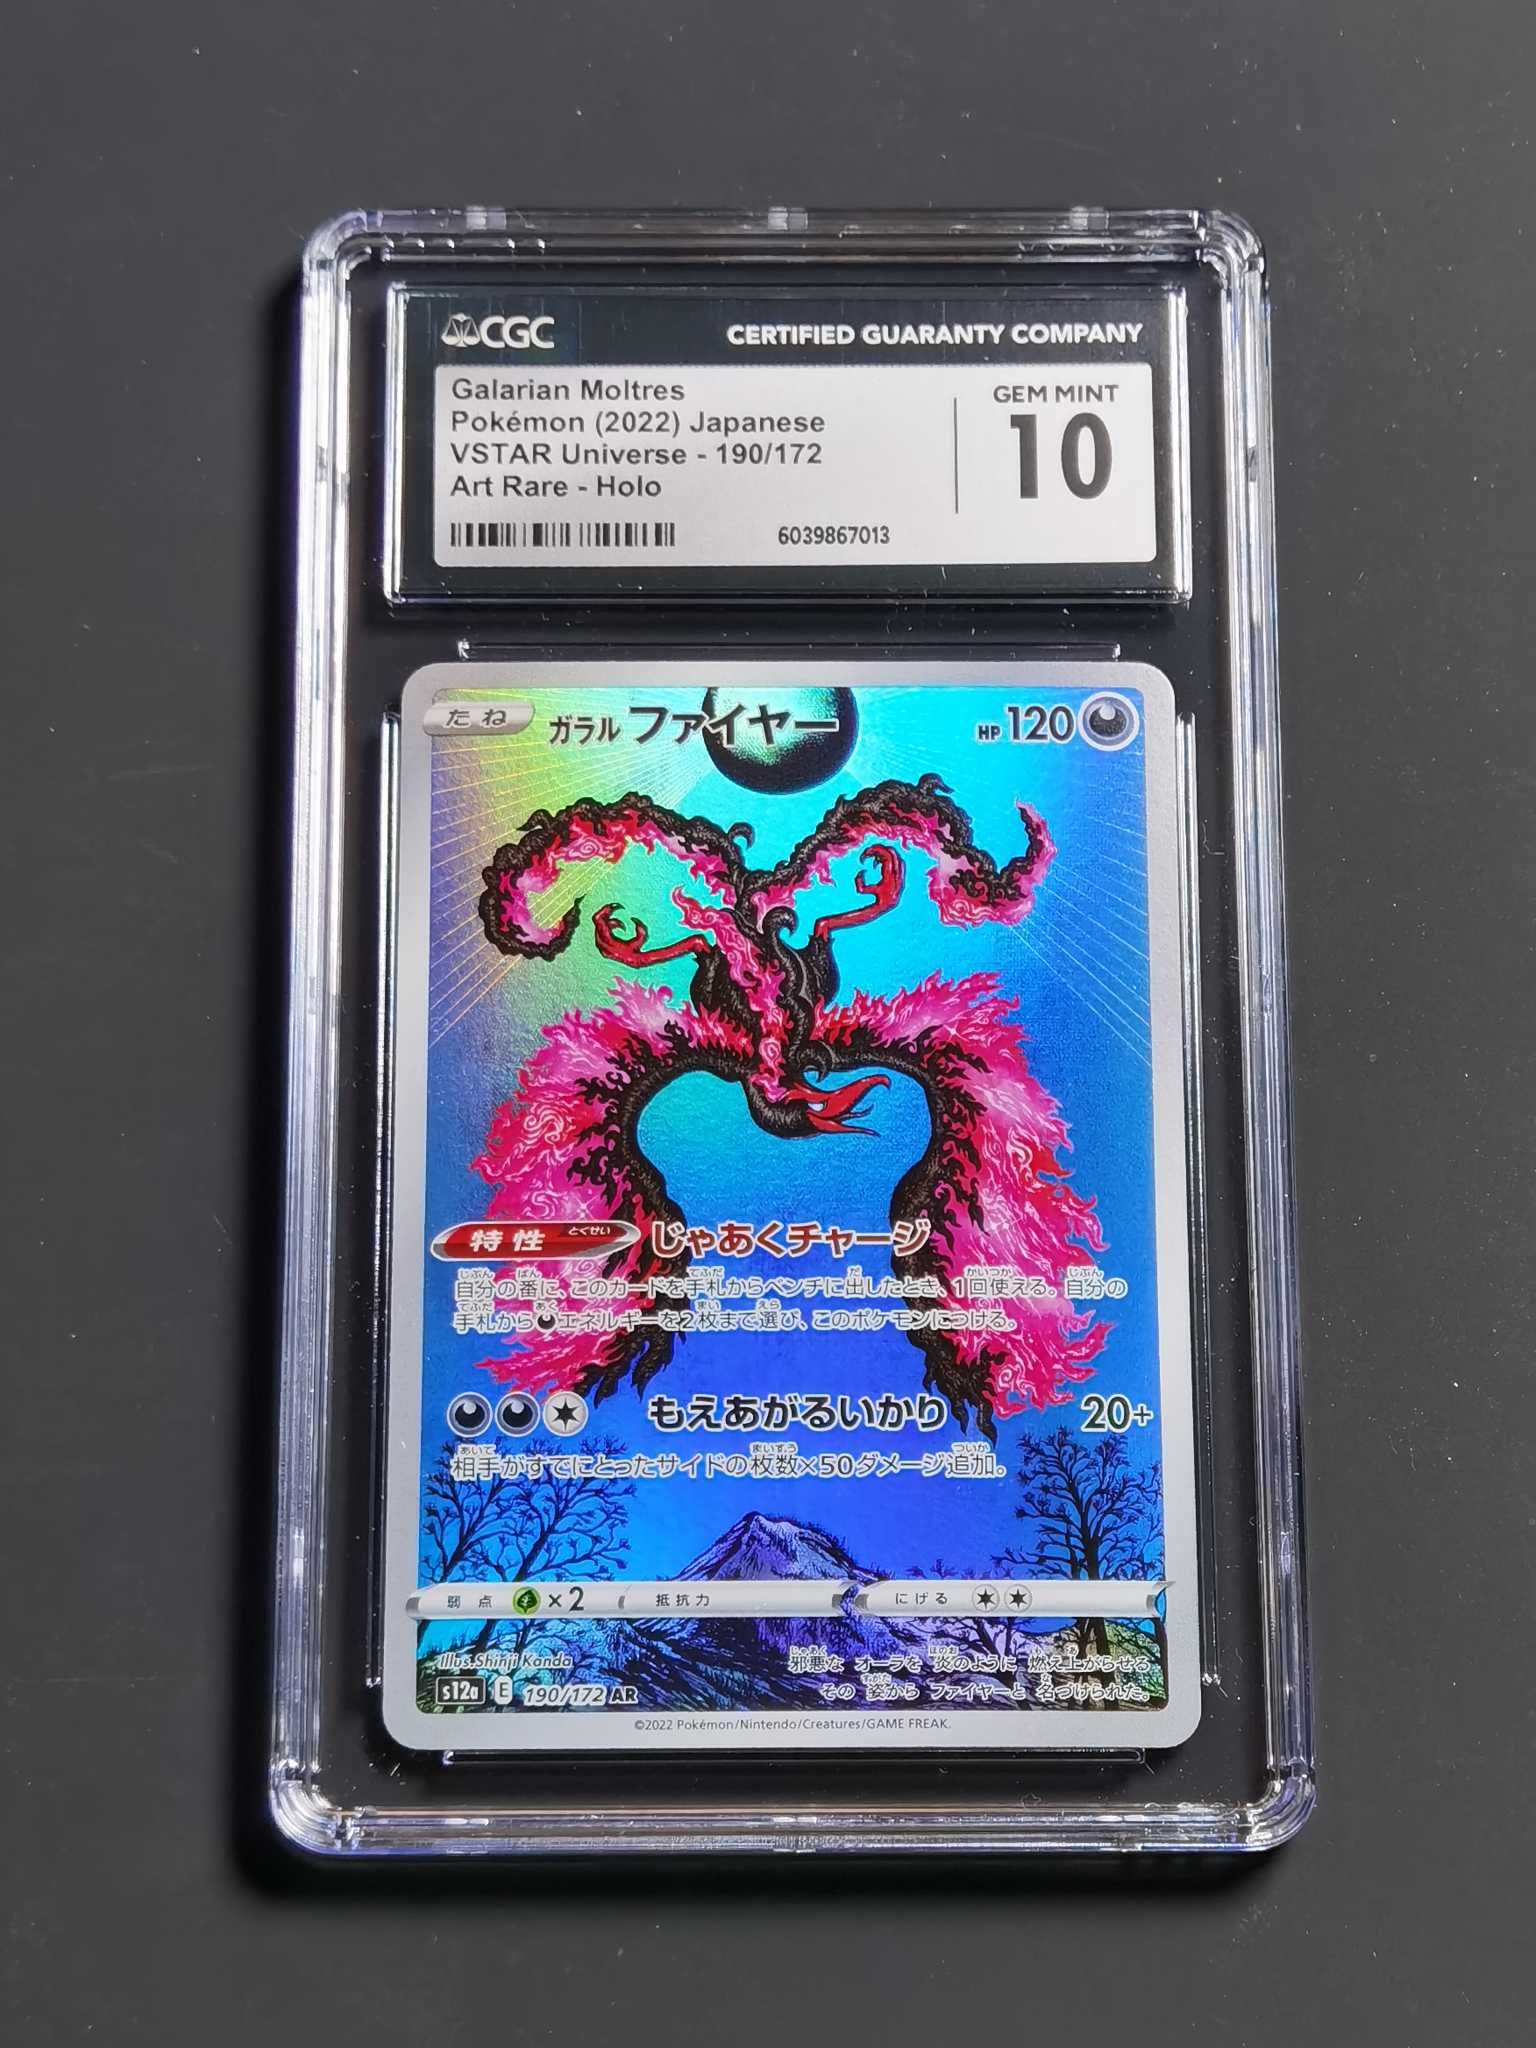 CGC
CERTIFIED GUARANTY COMPANY
Galarian Moltres
Pokémon (2022) Japanese
VSTAR Universe - 190/172
Art Rare - Holo
GEM MINT
10
6039867013
たね
ガラル ファイヤー
HP 120
特性 とくせい
じゃあくチャージ
自分の番に、このカードを手札からベンチに出したとき、1回使える。自分の
手札からエネルギーを2枚まで選び、このポケモンにつける。
もえあがるいかり 20+
相手がすでにとったサイドの枚数×50ダメージ追加。
弱点 ×2 抵抗力 にげる
Illus.Shinji Kanda
s12a E 190/172 AR
邪悪な オーラを 炎のように 燃え上がらせる
その 姿から ファイヤーと 名づけられた。
©2022 Pokémon/Nintendo/Creatures/GAME FREAK.